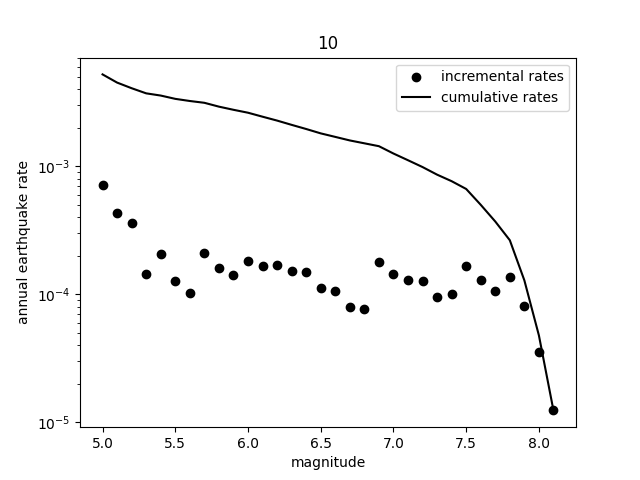 10
incremental rates
cumulative rates
annual earthquake rate
10⁻³
10⁻⁴
10⁻⁵
5.0 5.5 6.0 6.5 7.0 7.5 8.0
magnitude